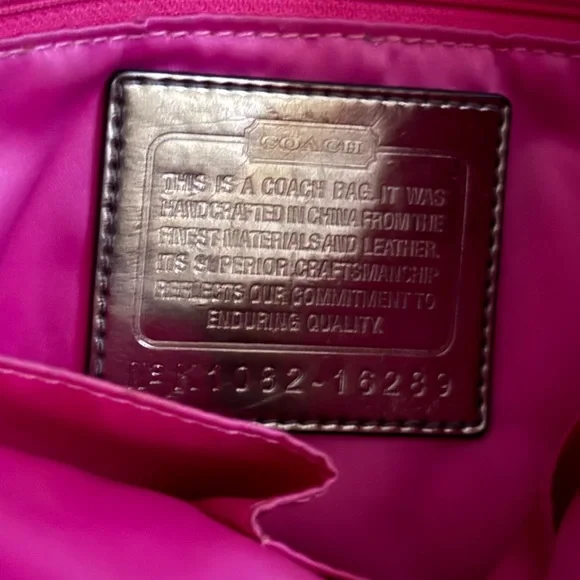 COACH
THIS IS A COACH BAG. IT WAS
HANDCRAFTED IN CHINA FROM THE
FINEST MATERIALS AND LEATHER.
ITS SUPERIOR CRAFTSMANSHIP
REFLECTS OUR COMMITMENT TO
ENDURING QUALITY.
Nº K1082-16289